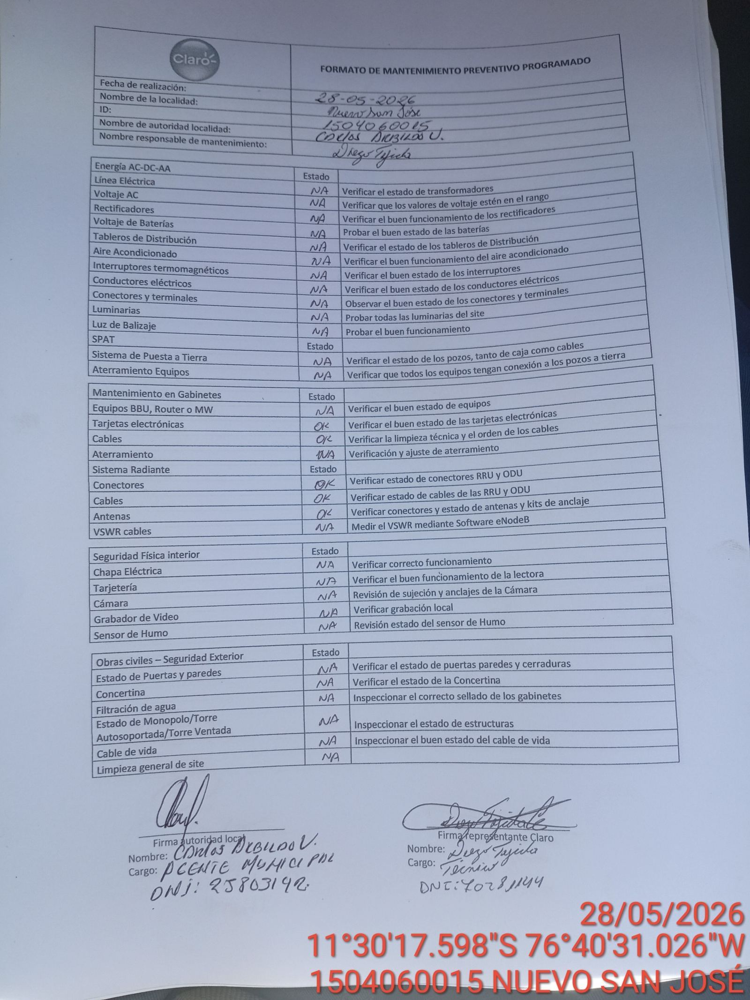 Claro
FORMATO DE MANTENIMIENTO PREVENTIVO PROGRAMADO
Fecha de realización: 28-05-2026
Nombre de la localidad: Nuevo San José
ID: 1504060015
Nombre de autoridad localidad: Carlos ARBILDO V.
Nombre responsable de mantenimiento: Diego Tejida
Energía AC-DC-AA Estado
Línea Eléctrica NA Verificar el estado de transformadores
Voltaje AC NA Verificar que los valores de voltaje estén en el rango
Rectificadores NA Verificar el buen funcionamiento de los rectificadores
Voltaje de Baterías NA Probar el buen estado de las baterías
Tableros de Distribución NA Verificar el estado de los tableros de Distribución
Aire Acondicionado NA Verificar el buen funcionamiento del aire acondicionado
Interruptores termomagnéticos NA Verificar el buen estado de los interruptores
Conductores eléctricos NA Verificar el buen estado de los conductores eléctricos
Conectores y terminales NA Observar el buen estado de los conectores y terminales
Luminarias NA Probar todas las luminarias del site
Luz de Balizaje NA Probar el buen funcionamiento
SPAT Estado
Sistema de Puesta a Tierra NA Verificar el estado de los pozos, tanto de caja como cables
Aterramiento Equipos NA Verificar que todos los equipos tengan conexión a los pozos a tierra
Mantenimiento en Gabinetes Estado
Equipos BBU, Router o MW NA Verificar el buen estado de equipos
Tarjetas electrónicas OK Verificar el buen estado de las tarjetas electrónicas
Cables OK Verificar la limpieza técnica y el orden de los cables
Aterramiento NA Verificación y ajuste de aterramiento
Sistema Radiante Estado
Conectores OK Verificar estado de conectores RRU y ODU
Cables OK Verificar estado de cables de las RRU y ODU
Antenas OK Verificar conectores y estado de antenas y kits de anclaje
VSWR cables NA Medir el VSWR mediante Software eNodeB
Seguridad Física interior Estado
Chapa Eléctrica NA Verificar correcto funcionamiento
Tarjetería NA Verificar el buen funcionamiento de la lectora
Cámara NA Revisión de sujeción y anclajes de la Cámara
Grabador de Video NA Verificar grabación local
Sensor de Humo NA Revisión estado del sensor de Humo
Obras civiles – Seguridad Exterior Estado
Estado de Puertas y paredes NA Verificar el estado de puertas paredes y cerraduras
Concertina NA Verificar el estado de la Concertina
Filtración de agua NA Inspeccionar el correcto sellado de los gabinetes
Estado de Monopolo/Torre
Autosoportada/Torre Ventada NA Inspeccionar el estado de estructuras
Cable de vida NA Inspeccionar el buen estado del cable de vida
Limpieza general de site NA
Firma autoridad local
Nombre: Carlos ARBILDO V.
Cargo: AGENTE MUNICIPAL
DNI: 25803142.
Firma representante Claro
Nombre: Diego Tejida
Cargo: Técnico
DNI: 70281144
28/05/2026
11°30'17.598"S 76°40'31.026"W
1504060015 NUEVO SAN JOSÉ